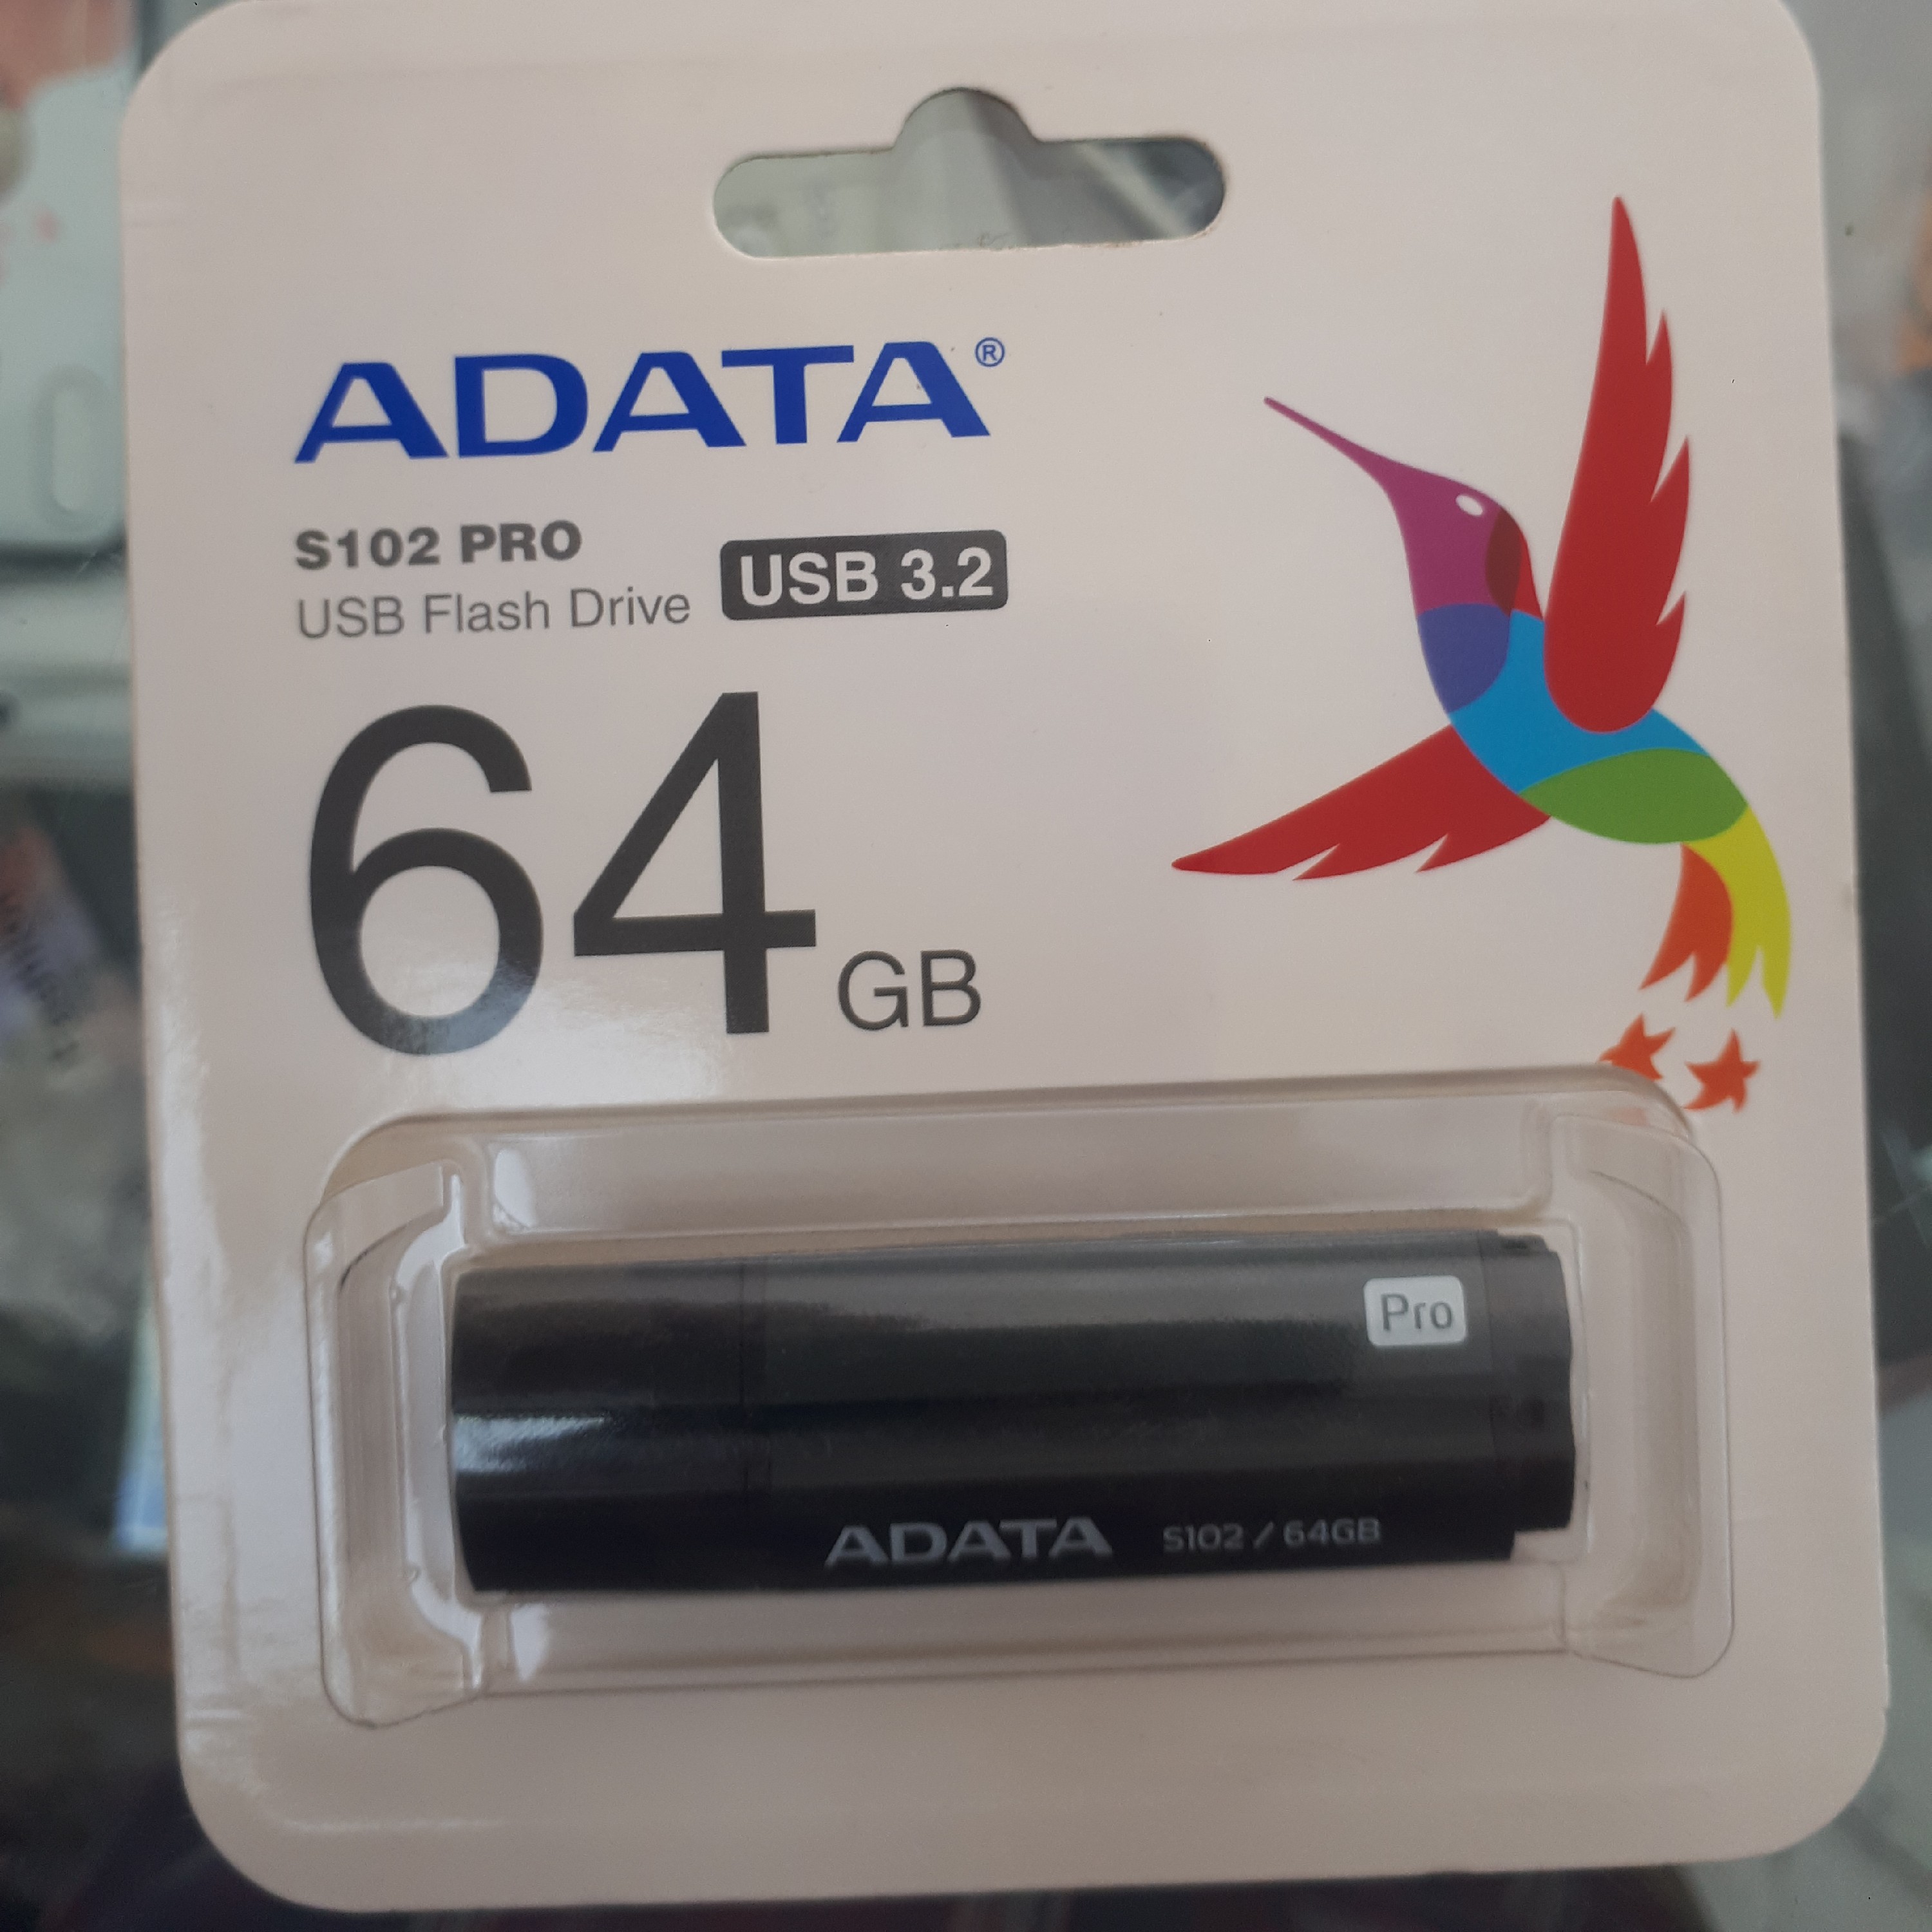 ADATA®
S102 PRO
USB Flash Drive
USB 3.2
64 GB
Pro
ADATA S102 / 64GB